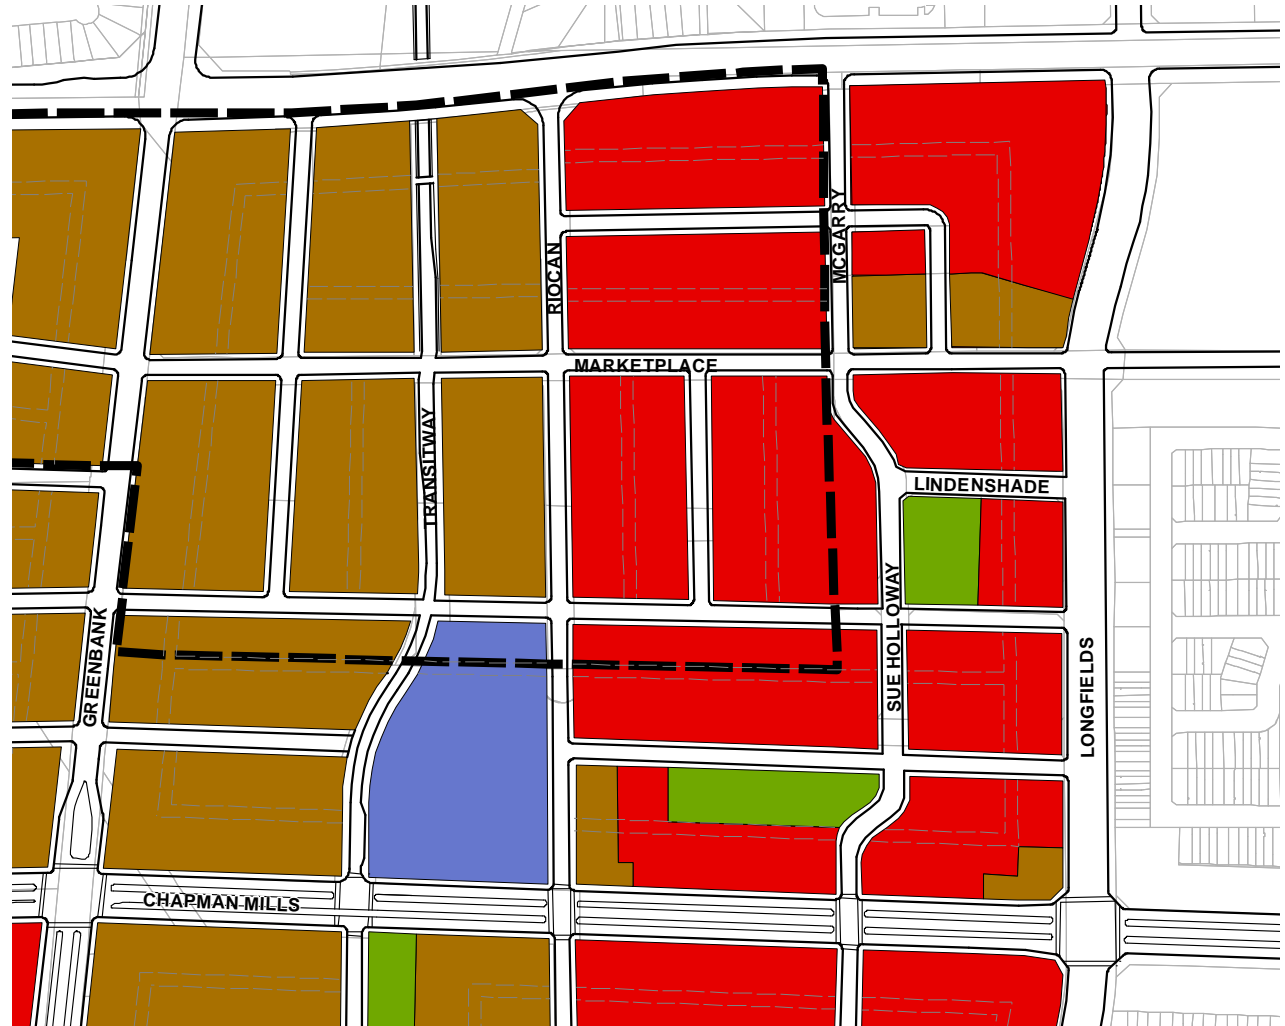 MCGARRY
RIOCAN
MARKETPLACE
TRANSITWAY
LINDENSHADE
SUE HOLLOWAY
GREENBANK
LONGFIELDS
CHAPMAN MILLS